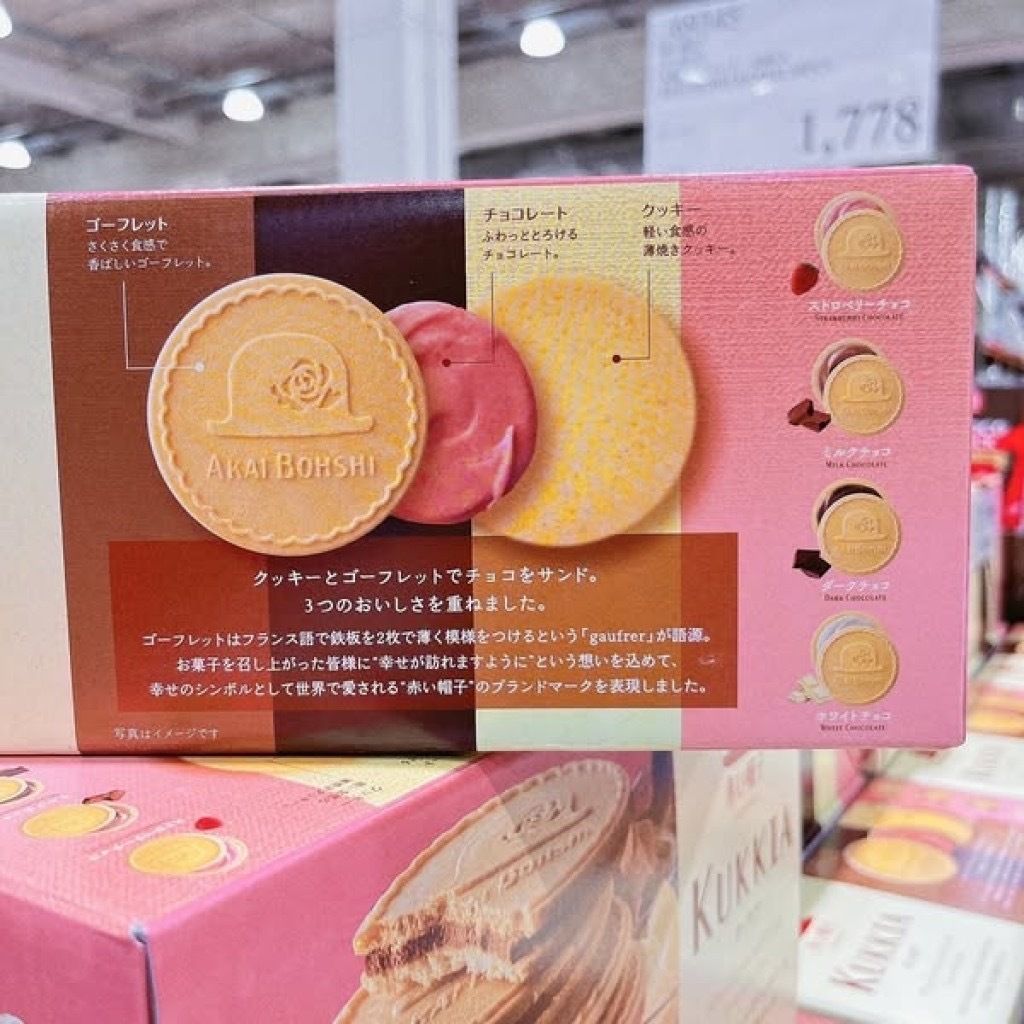 1,778
ゴーフレット
さくさく食感で
香ばしいゴーフレット。
チョコレート
ふわっととろける
チョコレート。
クッキー
軽い食感の
薄焼きクッキー。
AKAI BOHSHI
ストロベリーチョコ
STRAWBERRY CHOCOLATE
ミルクチョコ
MILK CHOCOLATE
ダークチョコ
DARK CHOCOLATE
ホワイトチョコ
WHITE CHOCOLATE
クッキーとゴーフレットでチョコをサンド。
3つのおいしさを重ねました。
ゴーフレットはフランス語で鉄板を2枚で薄く模様をつけるという「gaufrer」が語源。
お菓子を召し上がった皆様に"幸せが訪れますように"という想いを込めて、
幸せのシンボルとして世界で愛される"赤い帽子"のブランドマークを表現しました。
写真はイメージです
KUKKIA
KUKKIA